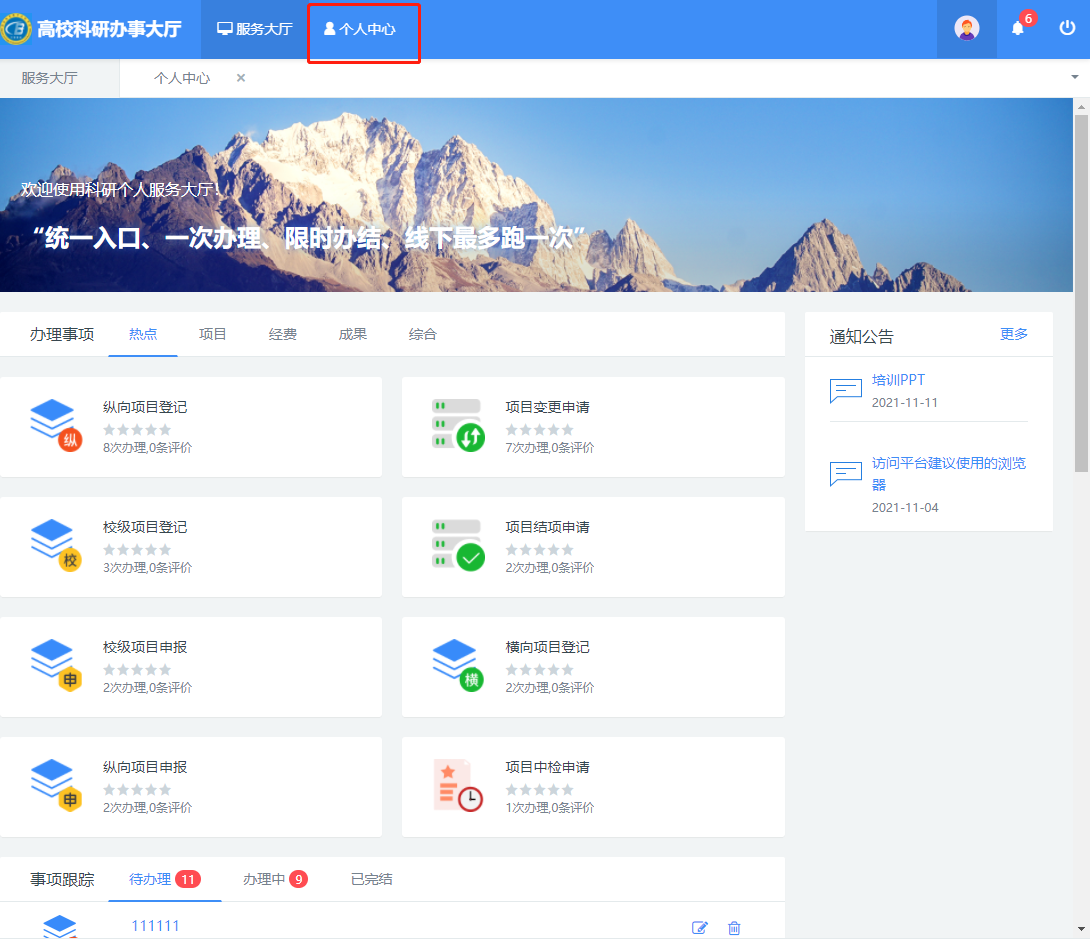 高校科研办事大厅
服务大厅
个人中心
6
服务大厅
个人中心
欢迎使用科研个人服务大厅！
“统一入口、一次办理、限时办结、线下最多跑一次”
办理事项
热点
项目
经费
成果
综合
通知公告
更多
纵
纵向项目登记
8次办理,0条评价
项目变更申请
7次办理,0条评价
培训PPT
2021-11-11
访问平台建议使用的浏览
器
2021-11-04
校
校级项目登记
3次办理,0条评价
项目结项申请
2次办理,0条评价
申
校级项目申报
2次办理,0条评价
横
横向项目登记
2次办理,0条评价
申
纵向项目申报
2次办理,0条评价
项目中检申请
1次办理,0条评价
事项跟踪
待办理 11
办理中 9
已完结
111111